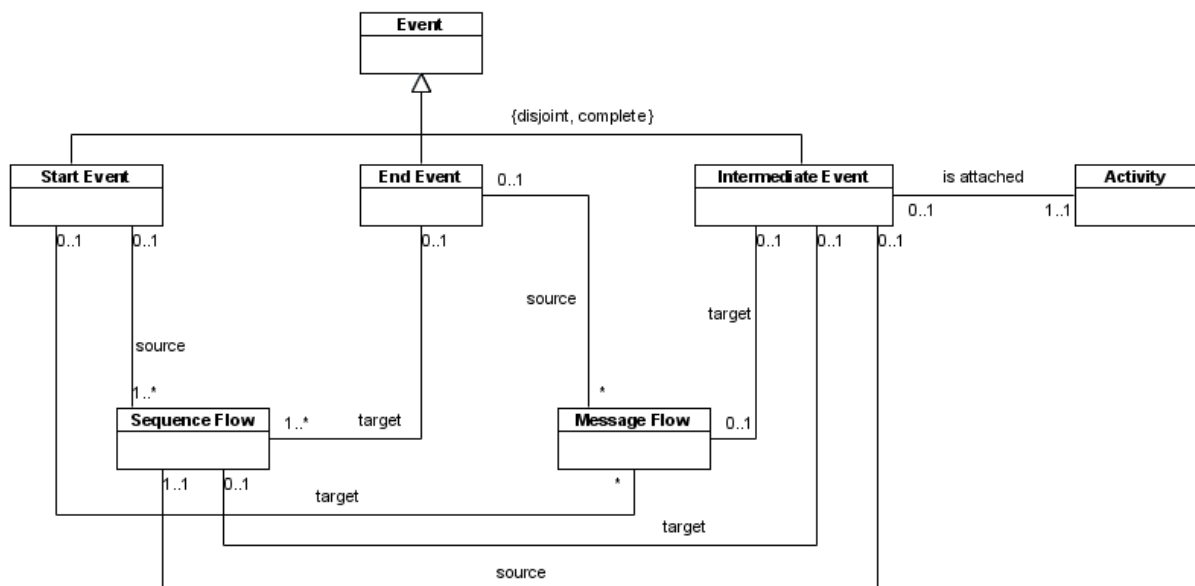 Event
{disjoint, complete}
Start Event
End Event
0..1
Intermediate Event
is attached
Activity
0..1
1..1
0..1
0..1
0..1
0..1
0..1
0..1
source
target
source
1..*
*
Sequence Flow
1..*
target
Message Flow
0..1
1..1
0..1
*
target
target
source